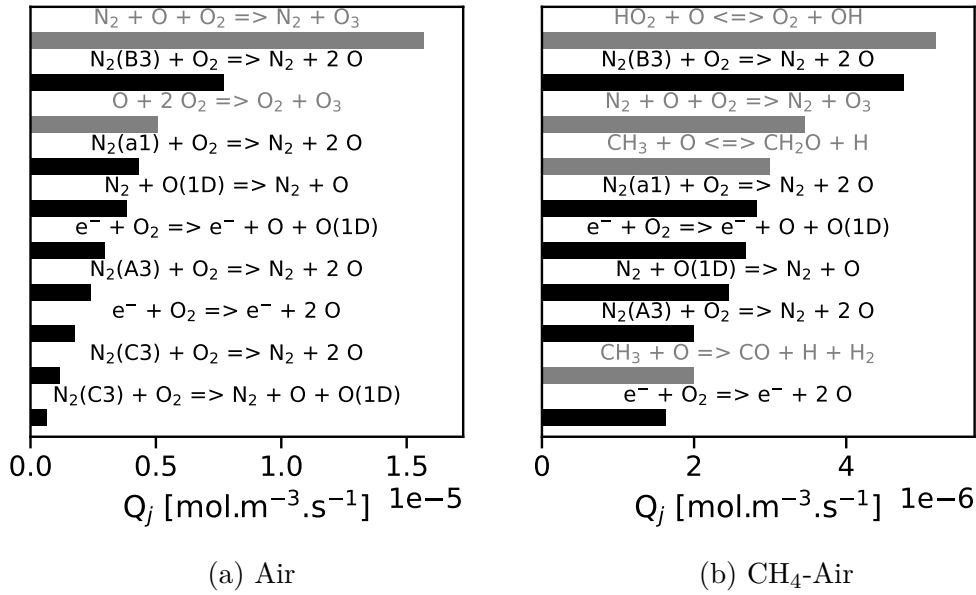 N₂ + O + O₂ => N₂ + O₃
N₂(B3) + O₂ => N₂ + 2 O
O + 2 O₂ => O₂ + O₃
N₂(a1) + O₂ => N₂ + 2 O
N₂ + O(1D) => N₂ + O
e⁻ + O₂ => e⁻ + O + O(1D)
N₂(A3) + O₂ => N₂ + 2 O
e⁻ + O₂ => e⁻ + 2 O
N₂(C3) + O₂ => N₂ + 2 O
N₂(C3) + O₂ => N₂ + O + O(1D)
0.0 0.5 1.0 1.5
Qⱼ [mol.m⁻³.s⁻¹] 1e−5
(a) Air
HO₂ + O <=> O₂ + OH
N₂(B3) + O₂ => N₂ + 2 O
N₂ + O + O₂ => N₂ + O₃
CH₃ + O <=> CH₂O + H
N₂(a1) + O₂ => N₂ + 2 O
e⁻ + O₂ => e⁻ + O + O(1D)
N₂ + O(1D) => N₂ + O
N₂(A3) + O₂ => N₂ + 2 O
CH₃ + O => CO + H + H₂
e⁻ + O₂ => e⁻ + 2 O
0 2 4
Qⱼ [mol.m⁻³.s⁻¹] 1e−6
(b) CH₄-Air